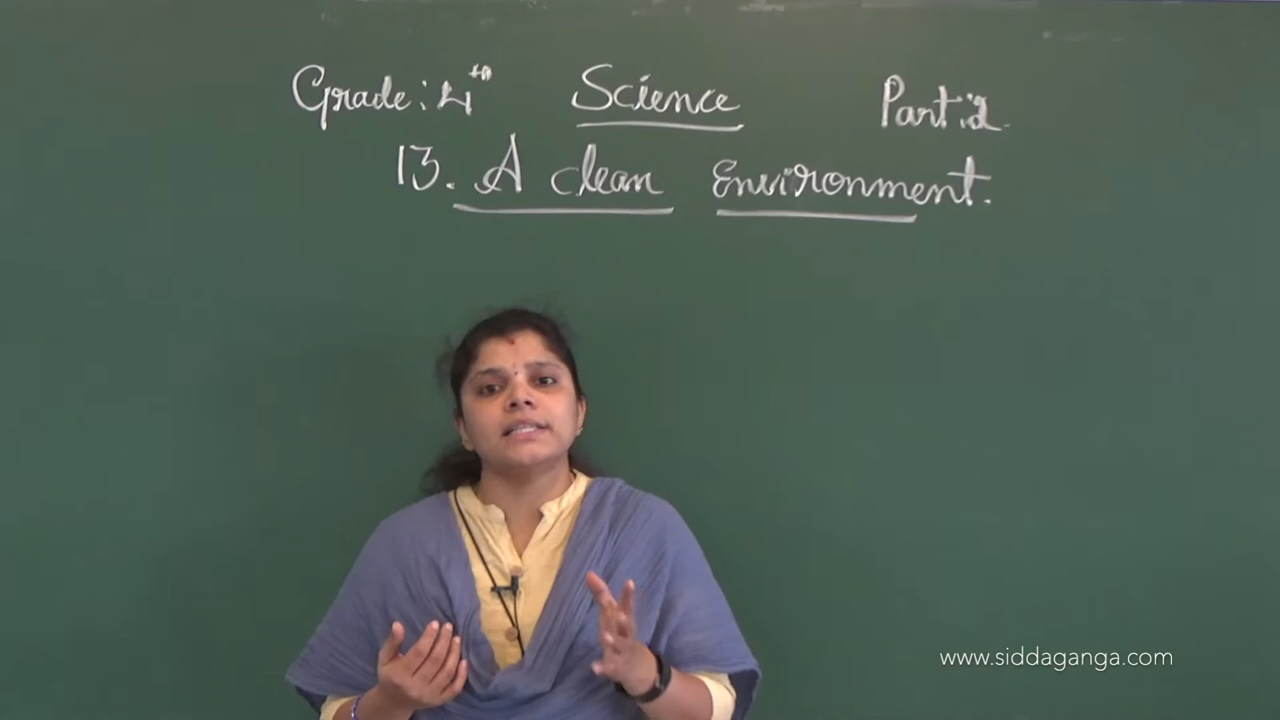 Grade: 4th Science Part: 2.
13. A clean Environment.
www.siddaganga.com